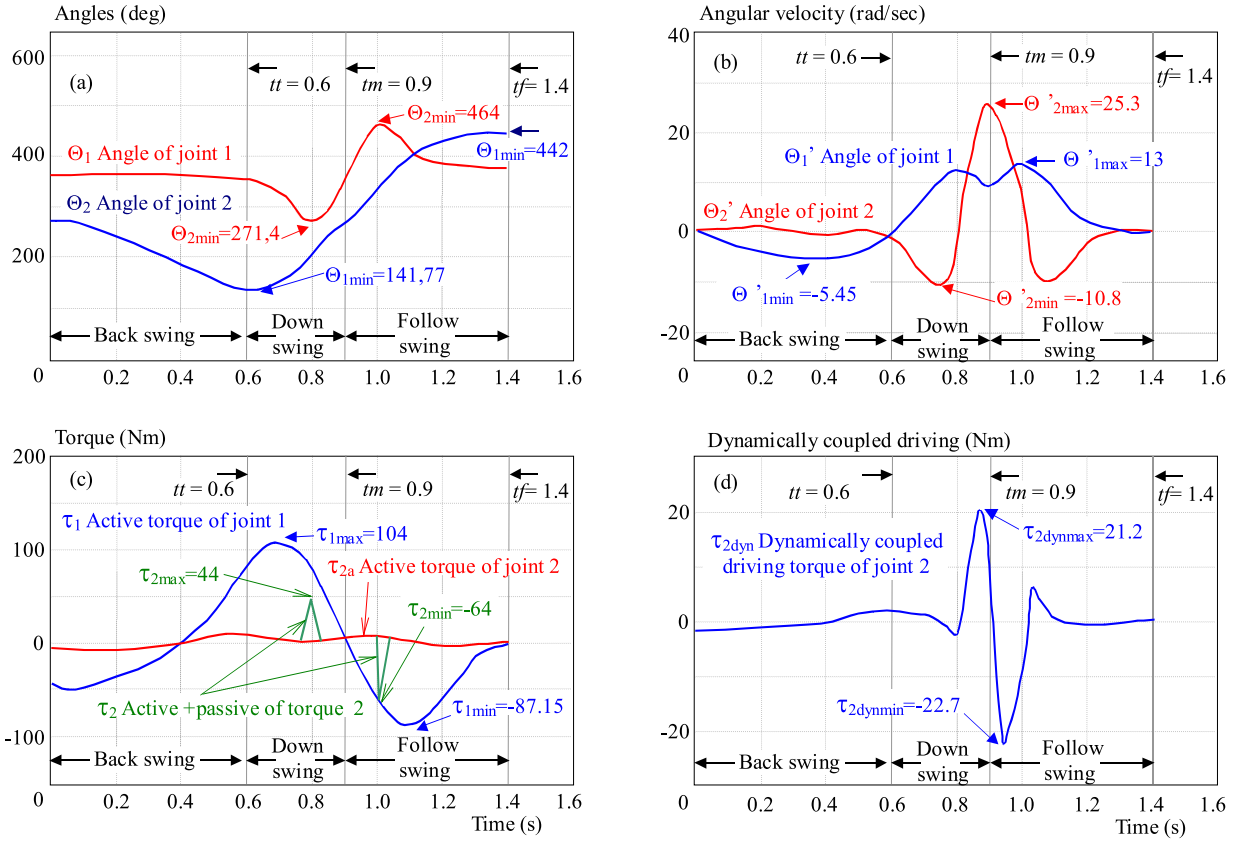 Angles (deg)
600
400
200
0
(a)
tt = 0.6
tm = 0.9
tf = 1.4
Θ2min=464
Θ1 Angle of joint 1
Θ1min=442
Θ2 Angle of joint 2
Θ2min=271,4
Θ1min=141,77
Back swing
Down
swing
Follow
swing
0 0.2 0.4 0.6 0.8 1.0 1.2 1.4 1.6
Angular velocity (rad/sec)
40
20
0
-20
0
(b)
tt = 0.6
tm = 0.9
tf= 1.4
Θ '2max=25.3
Θ1' Angle of joint 1
Θ '1max=13
Θ2' Angle of joint 2
Θ '1min =-5.45
Θ '2min =-10.8
Back swing
Down
swing
Follow
swing
0.2 0.4 0.6 0.8 1.0 1.2 1.4 1.6
Torque (Nm)
200
100
0
-100
0
(c)
tt = 0.6
tm = 0.9
tf= 1.4
τ1 Active torque of joint 1
τ1max=104
τ2max=44
τ2a Active torque of joint 2
τ2min=-64
τ2 Active +passive of torque 2
τ1min=-87.15
Back swing
Down
swing
Follow
swing
0.2 0.4 0.6 0.8 1.0 1.2 1.4 1.6
Time (s)
Dynamically coupled driving (Nm)
20
0
-20
0
(d)
tt = 0.6
tm = 0.9
tf= 1.4
τ2dyn Dynamically coupled
driving torque of joint 2
τ2dynmax=21.2
τ2dynmin=-22.7
Back swing
Down
swing
Follow
swing
0.2 0.4 0.6 0.8 1.0 1.2 1.4 1.6
Time (s)